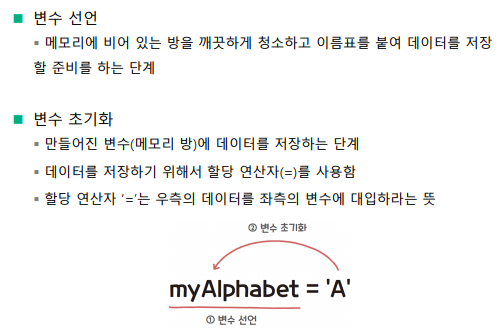 변수 선언
메모리에 비어 있는 방을 깨끗하게 청소하고 이름표를 붙여 데이터를 저장
할 준비를 하는 단계
변수 초기화
만들어진 변수(메모리 방)에 데이터를 저장하는 단계
데이터를 저장하기 위해서 할당 연산자(=)를 사용함
할당 연산자 '='는 우측의 데이터를 좌측의 변수에 대입하라는 뜻
② 변수 초기화
myAlphabet = 'A'
① 변수 선언